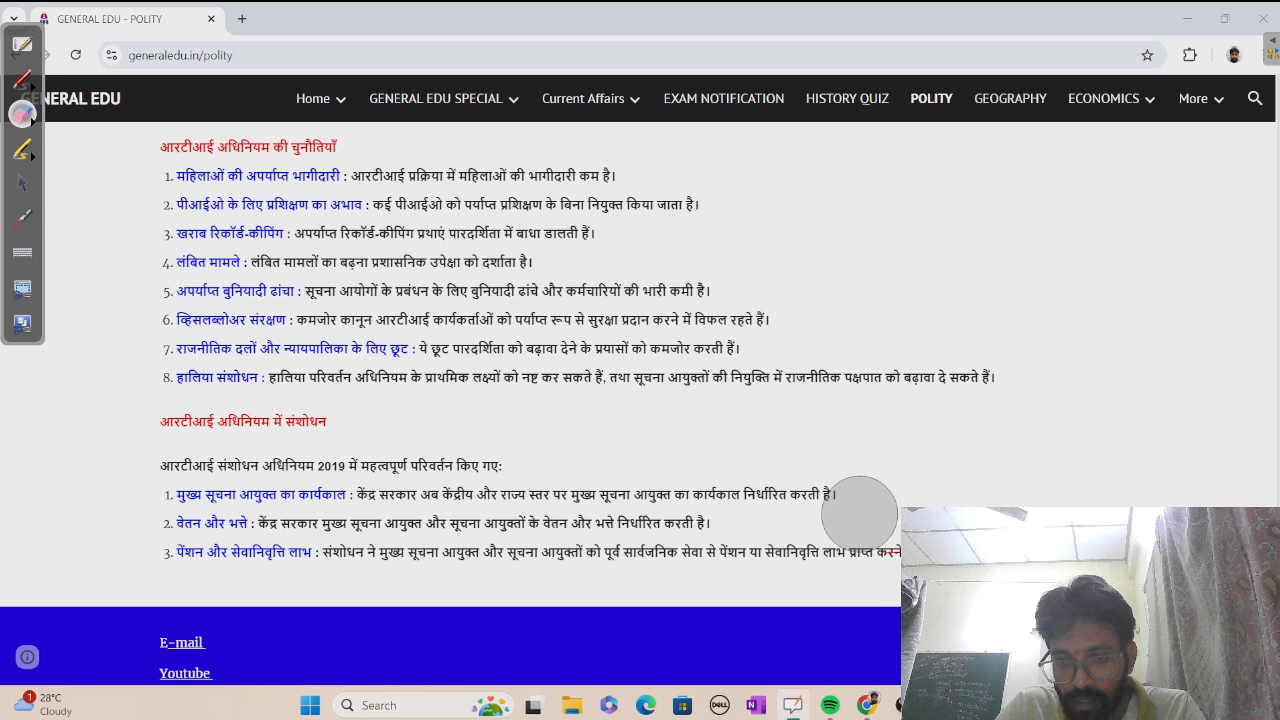 GENERAL EDU - POLITY
generaledu.in/polity
GENERAL EDU
Home GENERAL EDU SPECIAL Current Affairs EXAM NOTIFICATION HISTORY QUIZ POLITY GEOGRAPHY ECONOMICS More
आरटीआई अधिनियम की चुनौतियाँ
1. महिलाओं की अपर्याप्त भागीदारी : आरटीआई प्रक्रिया में महिलाओं की भागीदारी कम है।
2. पीआईओ के लिए प्रशिक्षण का अभाव : कई पीआईओ को पर्याप्त प्रशिक्षण के बिना नियुक्त किया जाता है।
3. खराब रिकॉर्ड-कीपिंग : अपर्याप्त रिकॉर्ड-कीपिंग प्रथाएं पारदर्शिता में बाधा डालती हैं।
4. लंबित मामले : लंबित मामलों का बढ़ना प्रशासनिक उपेक्षा को दर्शाता है।
5. अपर्याप्त बुनियादी ढांचा : सूचना आयोगों के प्रबंधन के लिए बुनियादी ढांचे और कर्मचारियों की भारी कमी है।
6. व्हिसलब्लोअर संरक्षण : कमजोर कानून आरटीआई कार्यकर्ताओं को पर्याप्त रूप से सुरक्षा प्रदान करने में विफल रहते हैं।
7. राजनीतिक दलों और न्यायपालिका के लिए छूट : ये छूट पारदर्शिता को बढ़ावा देने के प्रयासों को कमजोर करती हैं।
8. हालिया संशोधन : हालिया परिवर्तन अधिनियम के प्राथमिक लक्ष्यों को नष्ट कर सकते हैं, तथा सूचना आयुक्तों की नियुक्ति में राजनीतिक पक्षपात को बढ़ावा दे सकते हैं।
आरटीआई अधिनियम में संशोधन
आरटीआई संशोधन अधिनियम 2019 में महत्वपूर्ण परिवर्तन किए गए:
1. मुख्य सूचना आयुक्त का कार्यकाल : केंद्र सरकार अब केंद्रीय और राज्य स्तर पर मुख्य सूचना आयुक्त का कार्यकाल निर्धारित करती है।
2. वेतन और भत्ते : केंद्र सरकार मुख्य सूचना आयुक्त और सूचना आयुक्तों के वेतन और भत्ते निर्धारित करती है।
3. पेंशन और सेवानिवृत्ति लाभ : संशोधन ने मुख्य सूचना आयुक्त और सूचना आयुक्तों को पूर्व सार्वजनिक सेवा से पेंशन या सेवानिवृत्ति लाभ प्राप्त करने
E-mail
Youtube
1 28°C
Cloudy
Search
DELL